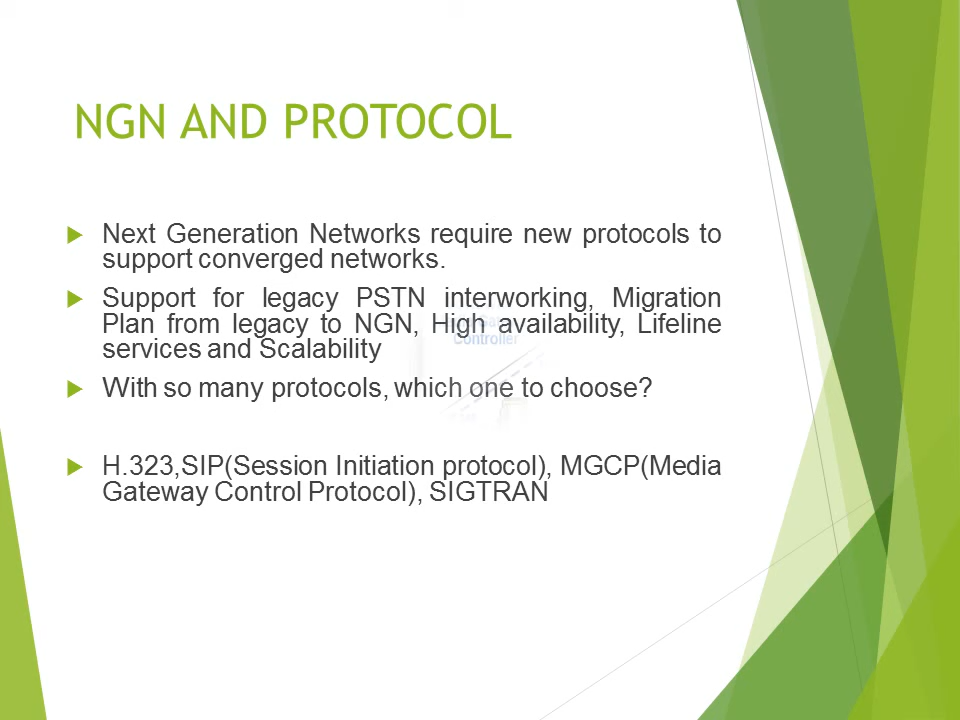 NGN AND PROTOCOL
Next Generation Networks require new protocols to
support converged networks.
Support for legacy PSTN interworking, Migration
Plan from legacy to NGN, High availability, Lifeline
services and Scalability
Controller
With so many protocols, which one to choose?
H.323,SIP(Session Initiation protocol), MGCP(Media
Gateway Control Protocol), SIGTRAN